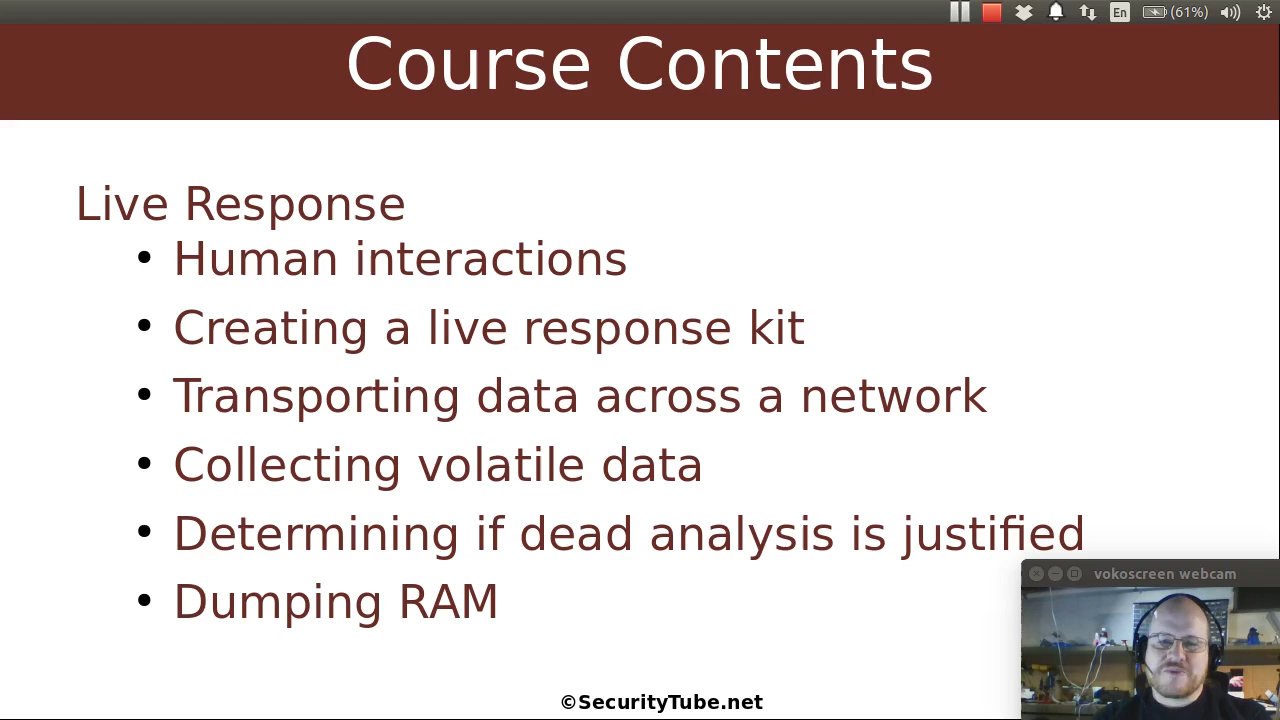 En
(61%)
Course Contents
Live Response
• Human interactions
• Creating a live response kit
• Transporting data across a network
• Collecting volatile data
• Determining if dead analysis is justified
• Dumping RAM
vokoscreen webcam
©SecurityTube.net